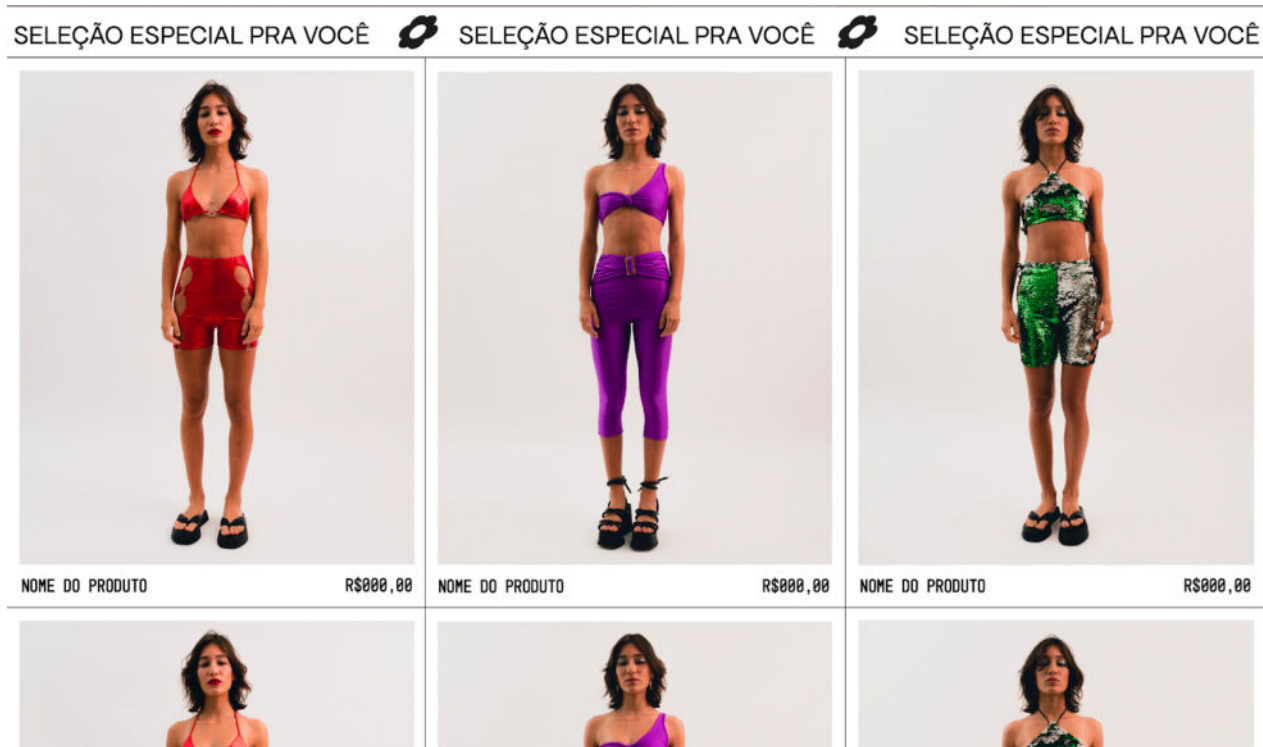 SELEÇÃO ESPECIAL PRA VOCÊ SELEÇÃO ESPECIAL PRA VOCÊ SELEÇÃO ESPECIAL PRA VOCÊ
NOME DO PRODUTO R$000,00 NOME DO PRODUTO R$000,00 NOME DO PRODUTO R$000,00